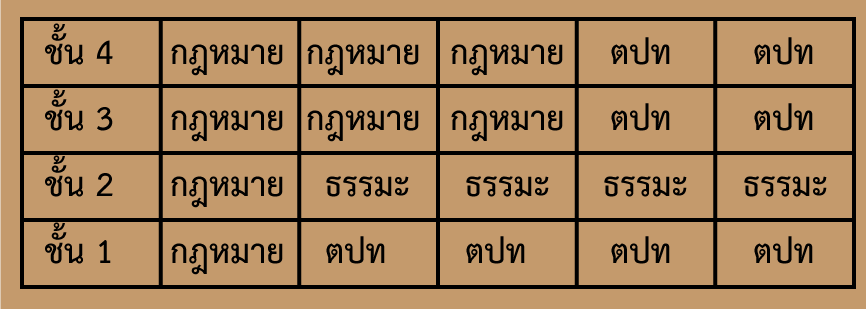 ชั้น 4 กฎหมาย กฎหมาย กฎหมาย ตปท ตปท
ชั้น 3 กฎหมาย กฎหมาย กฎหมาย ตปท ตปท
ชั้น 2 กฎหมาย ธรรมะ ธรรมะ ธรรมะ ธรรมะ
ชั้น 1 กฎหมาย ตปท ตปท ตปท ตปท